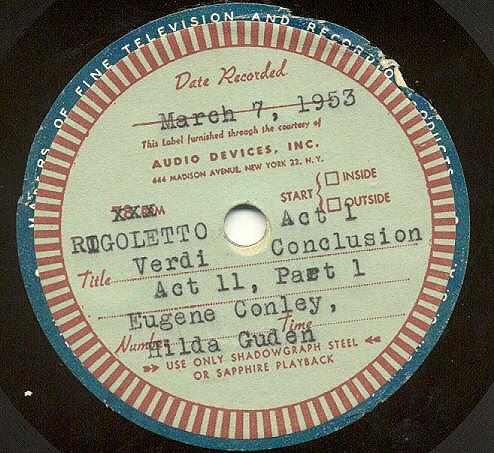 OF FINE TELEVISION AND RECORDING PRODUCTS
Date Recorded
March 7, 1953
This Label furnished through the courtesy of
AUDIO DEVICES, INC.
444 MADISON AVENUE, NEW YORK 22, N. Y.
START INSIDE
OUTSIDE
xxx
RIGOLETTO Act 1
Verdi Conclusion
Title Act 11, Part 1
Eugene Conley,
Number Time
Hilda Guden
USE ONLY SHADOWGRAPH STEEL
OR SAPPHIRE PLAYBACK